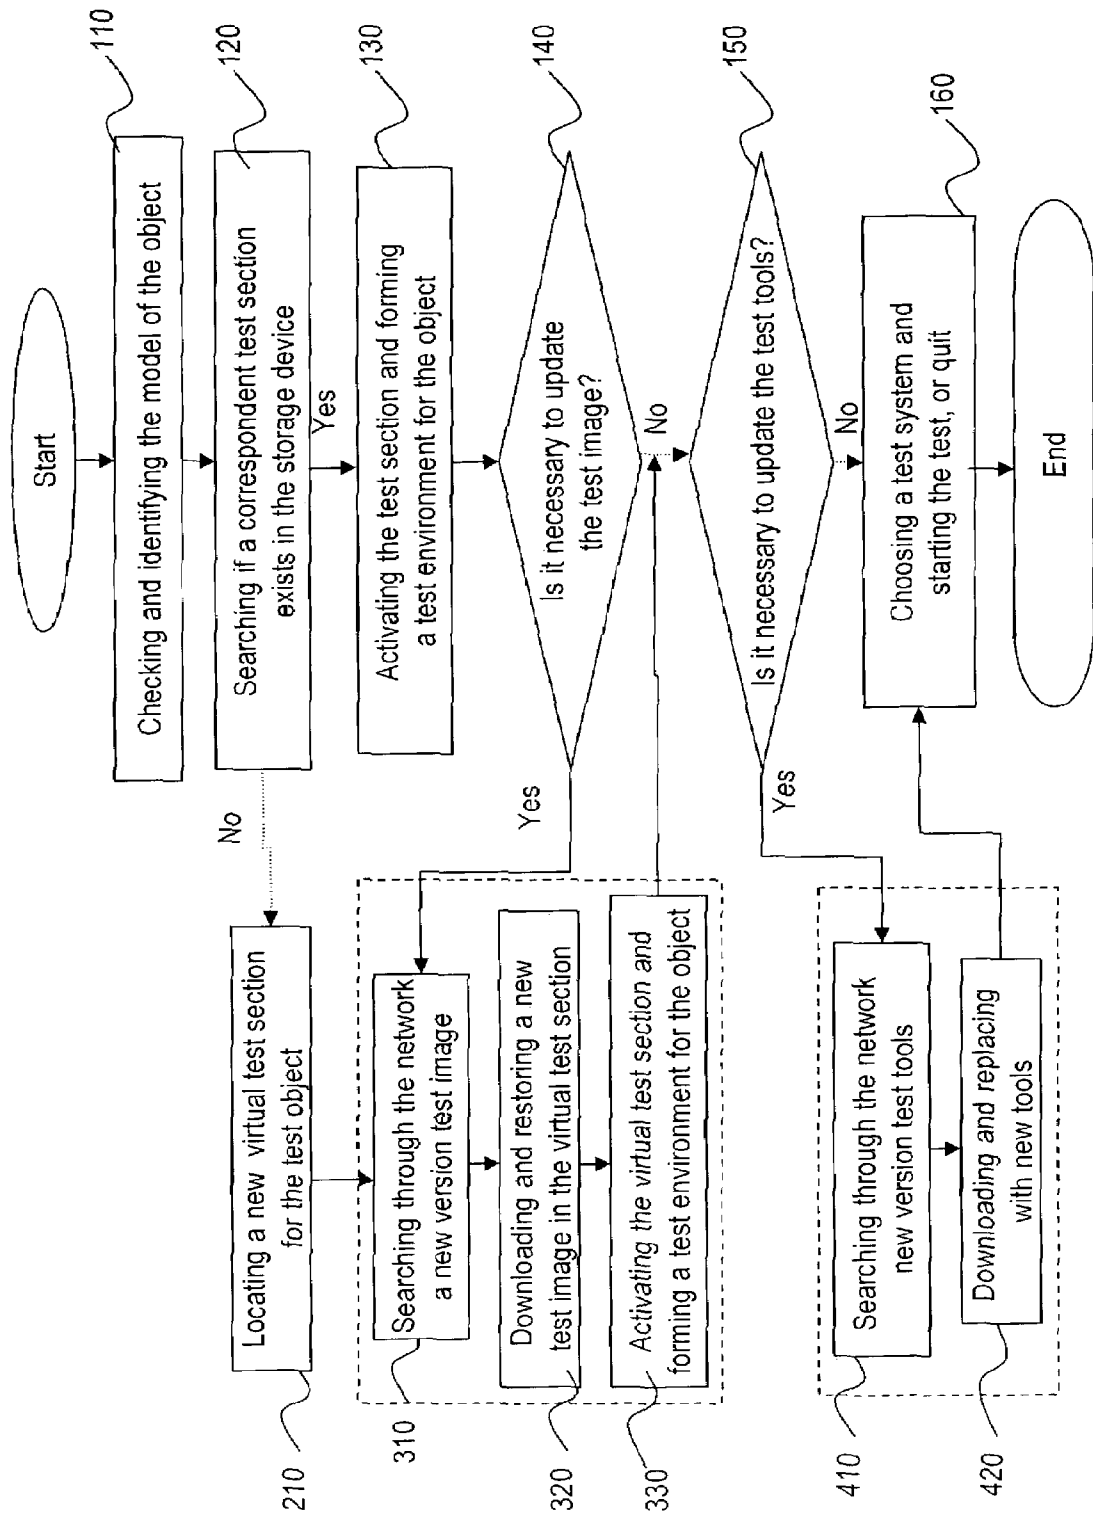 Start
110
Checking and identifying the model of the object
120
Searching if a correspondent test section
exists in the storage device
Yes
No
130
Activating the test section and forming
a test environment for the object
140
Is it necessary to update
the test image?
Yes
No
150
Is it necessary to update the test tools?
Yes
No
160
Choosing a test system and
starting the test, or quit
End
210
Locating a new virtual test section
for the test object
310
Searching through the network
a new version test image
320
Downloading and restoring a new
test image in the virtual test section
330
Activating the virtual test section and
forming a test environment for the object
410
Searching through the network
new version test tools
420
Downloading and replacing
with new tools